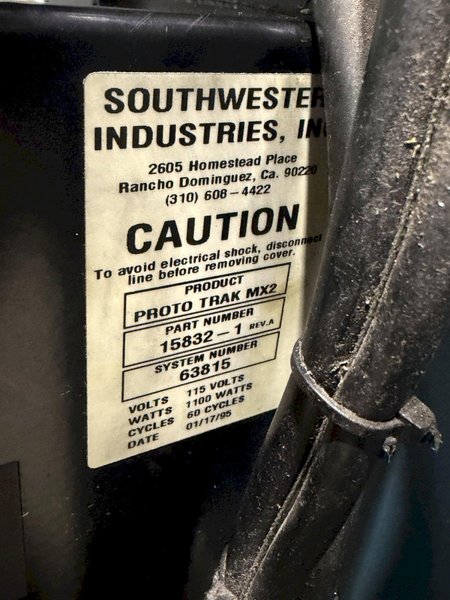 SOUTHWESTER
INDUSTRIES, IN
2605 Homestead Place
Rancho Dominguez, Ca. 90220
(310) 608-4422
CAUTION
To avoid electrical shock, disconnect
line before removing cover.
PRODUCT
PROTO TRAK MX2
PART NUMBER
15832-1 REV.A
SYSTEM NUMBER
63815
VOLTS 115 VOLTS
WATTS 1100 WATTS
CYCLES 60 CYCLES
DATE 01/17/95